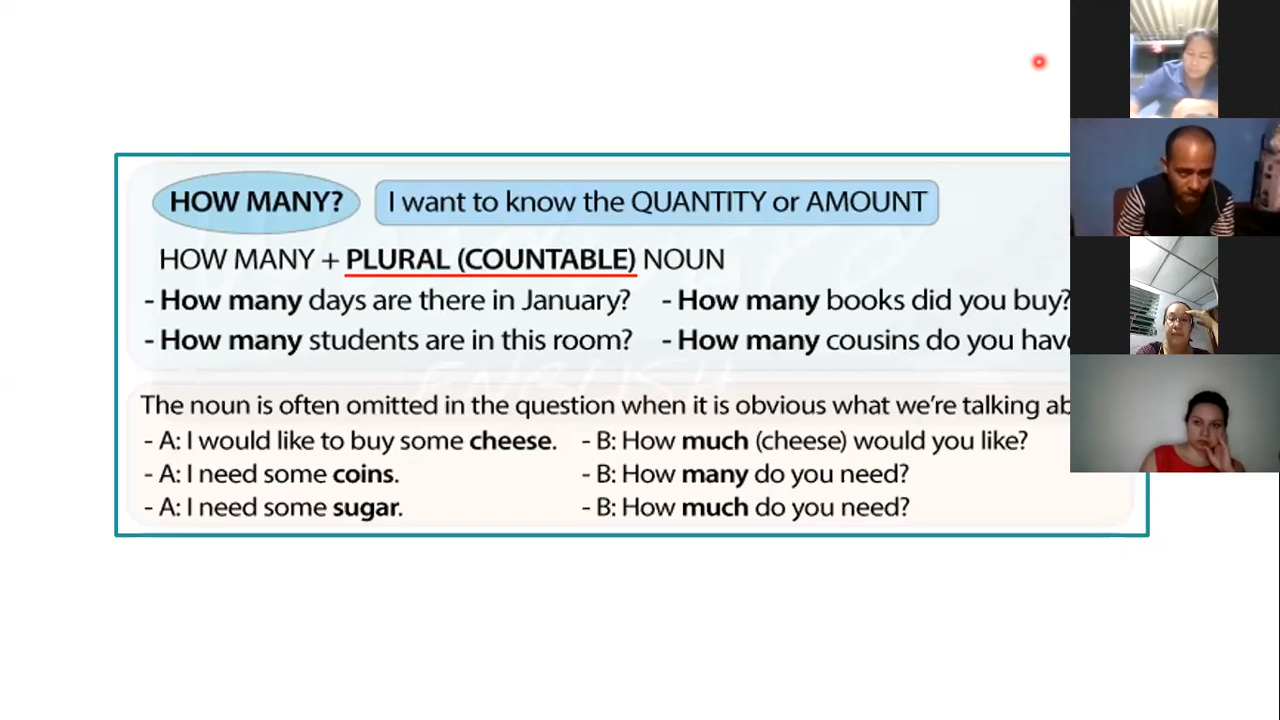 HOW MANY? I want to know the QUANTITY or AMOUNT
HOW MANY + PLURAL (COUNTABLE) NOUN
- How many days are there in January? - How many books did you buy?
- How many students are in this room? - How many cousins do you have
The noun is often omitted in the question when it is obvious what we're talking ab
- A: I would like to buy some cheese. - B: How much (cheese) would you like?
- A: I need some coins. - B: How many do you need?
- A: I need some sugar. - B: How much do you need?